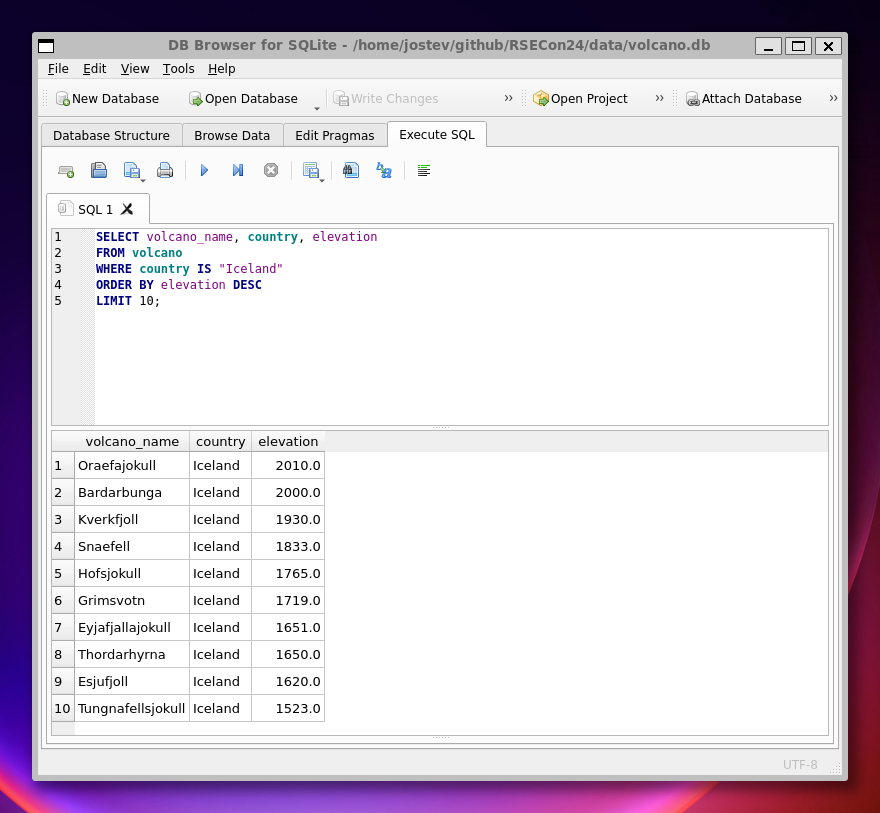 DB Browser for SQLite - /home/jostev/github/RSECon24/data/volcano.db
File Edit View Tools Help
New Database Open Database Write Changes » Open Project » Attach Database »
Database Structure Browse Data Edit Pragmas Execute SQL
SQL 1
1 SELECT volcano_name, country, elevation
2 FROM volcano
3 WHERE country IS "Iceland"
4 ORDER BY elevation DESC
5 LIMIT 10;
volcano_name country elevation
1 Oraefajokull Iceland 2010.0
2 Bardarbunga Iceland 2000.0
3 Kverkfjoll Iceland 1930.0
4 Snaefell Iceland 1833.0
5 Hofsjokull Iceland 1765.0
6 Grimsvotn Iceland 1719.0
7 Eyjafjallajokull Iceland 1651.0
8 Thordarhyrna Iceland 1650.0
9 Esjufjoll Iceland 1620.0
10 Tungnafellsjokull Iceland 1523.0
UTF-8